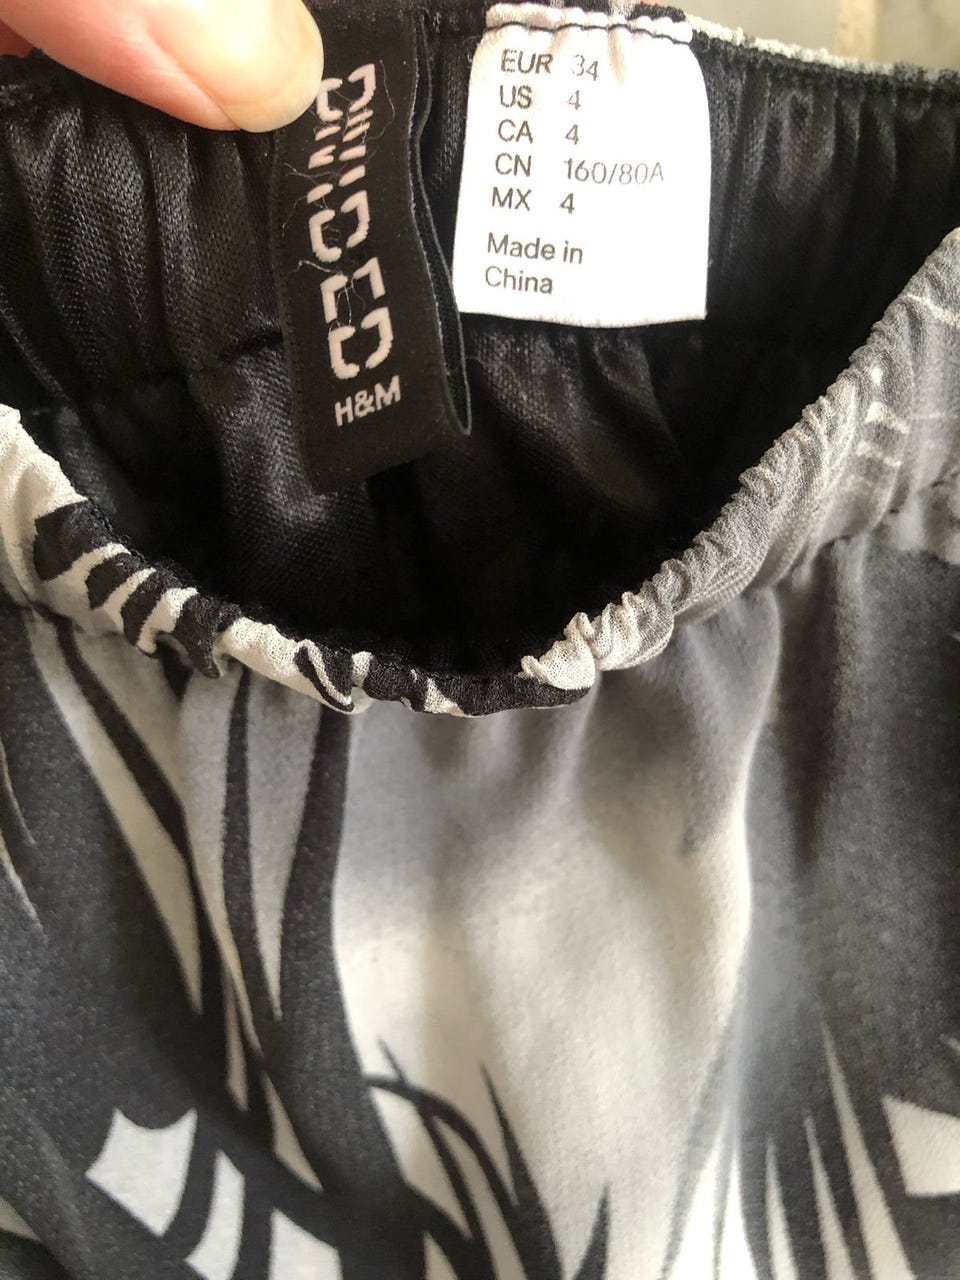 DIVIDED
H&M
EUR 34
US 4
CA 4
CN 160/80A
MX 4
Made in
China